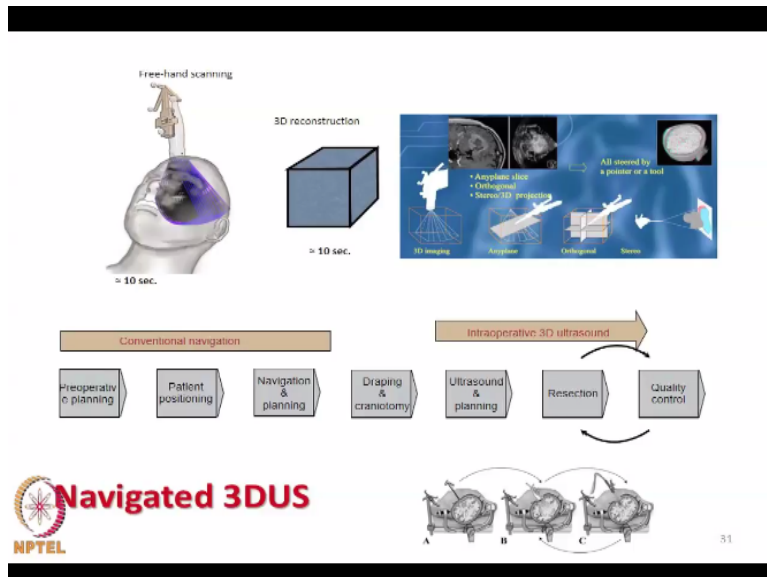 Free-hand scanning
3D reconstruction
≈ 10 sec.
≈ 10 sec.
• Anyplane slice
• Orthogonal
• Stereo/3D projection
All steered by
a pointer or a tool
3D imaging
Anyplane
Orthogonal
Stereo
Conventional navigation
Intraoperative 3D ultrasound
Preoperativ
e planning
Patient
positioning
Navigation
&
planning
Draping
&
craniotomy
Ultrasound
&
planning
Resection
Quality
control
Navigated 3DUS
NPTEL
A
B
C
31